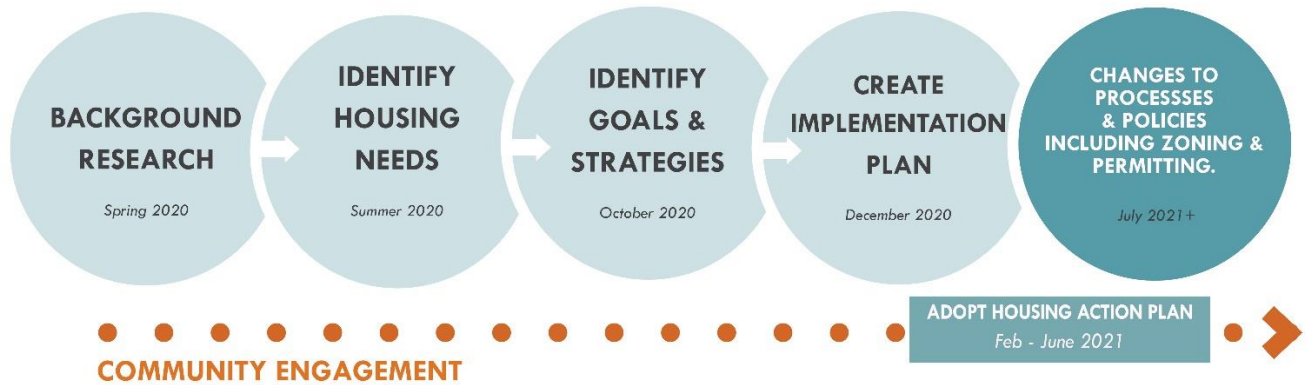 BACKGROUND
RESEARCH
Spring 2020
IDENTIFY
HOUSING
NEEDS
Summer 2020
IDENTIFY
GOALS &
STRATEGIES
October 2020
CREATE
IMPLEMENTATION
PLAN
December 2020
CHANGES TO
PROCESSSES
& POLICIES
INCLUDING ZONING &
PERMITTING.
July 2021+
ADOPT HOUSING ACTION PLAN
Feb - June 2021
COMMUNITY ENGAGEMENT